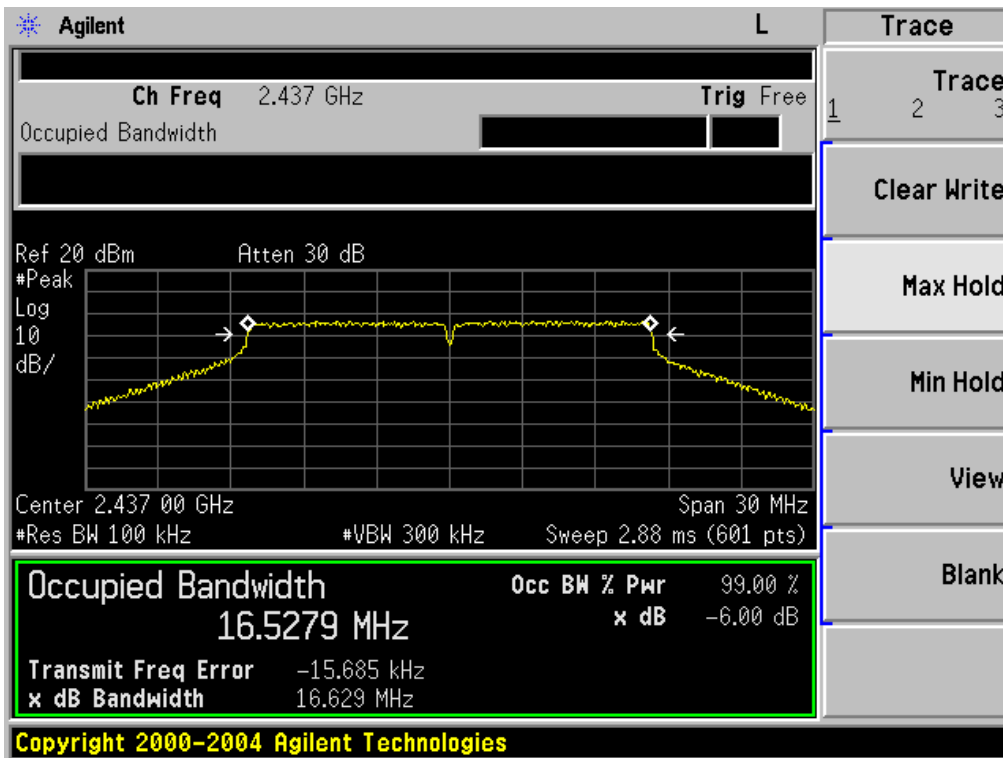 Agilent L
Ch Freq 2.437 GHz Trig Free
Occupied Bandwidth
Ref 20 dBm Atten 30 dB
#Peak
Log
10
dB/
Center 2.437 00 GHz Span 30 MHz
#Res BW 100 kHz #VBW 300 kHz Sweep 2.88 ms (601 pts)
Occupied Bandwidth
16.5279 MHz
Occ BW % Pwr 99.00 %
x dB -6.00 dB
Transmit Freq Error -15.685 kHz
x dB Bandwidth 16.629 MHz
Copyright 2000-2004 Agilent Technologies
Trace
Trace
1 2 3
Clear Write
Max Hold
Min Hold
View
Blank